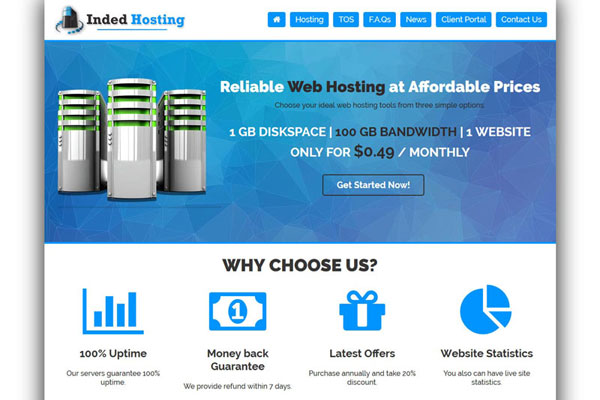 Inded Hosting
Hosting
TOS
F.A.Qs
News
Client Portal
Contact Us
Reliable Web Hosting at Affordable Prices
Choose your ideal web hosting tools from three simple options
1 GB DISKSPACE | 100 GB BANDWIDTH | 1 WEBSITE
ONLY FOR $0.49 / MONTHLY
Get Started Now!
WHY CHOOSE US?
1
100% Uptime
Our servers guarantee 100%
uptime.
Money back
Guarantee
We provide refund within 7 days.
Latest Offers
Purchase annually and take 20%
discount.
Website Statistics
You also can have live site
statistics.